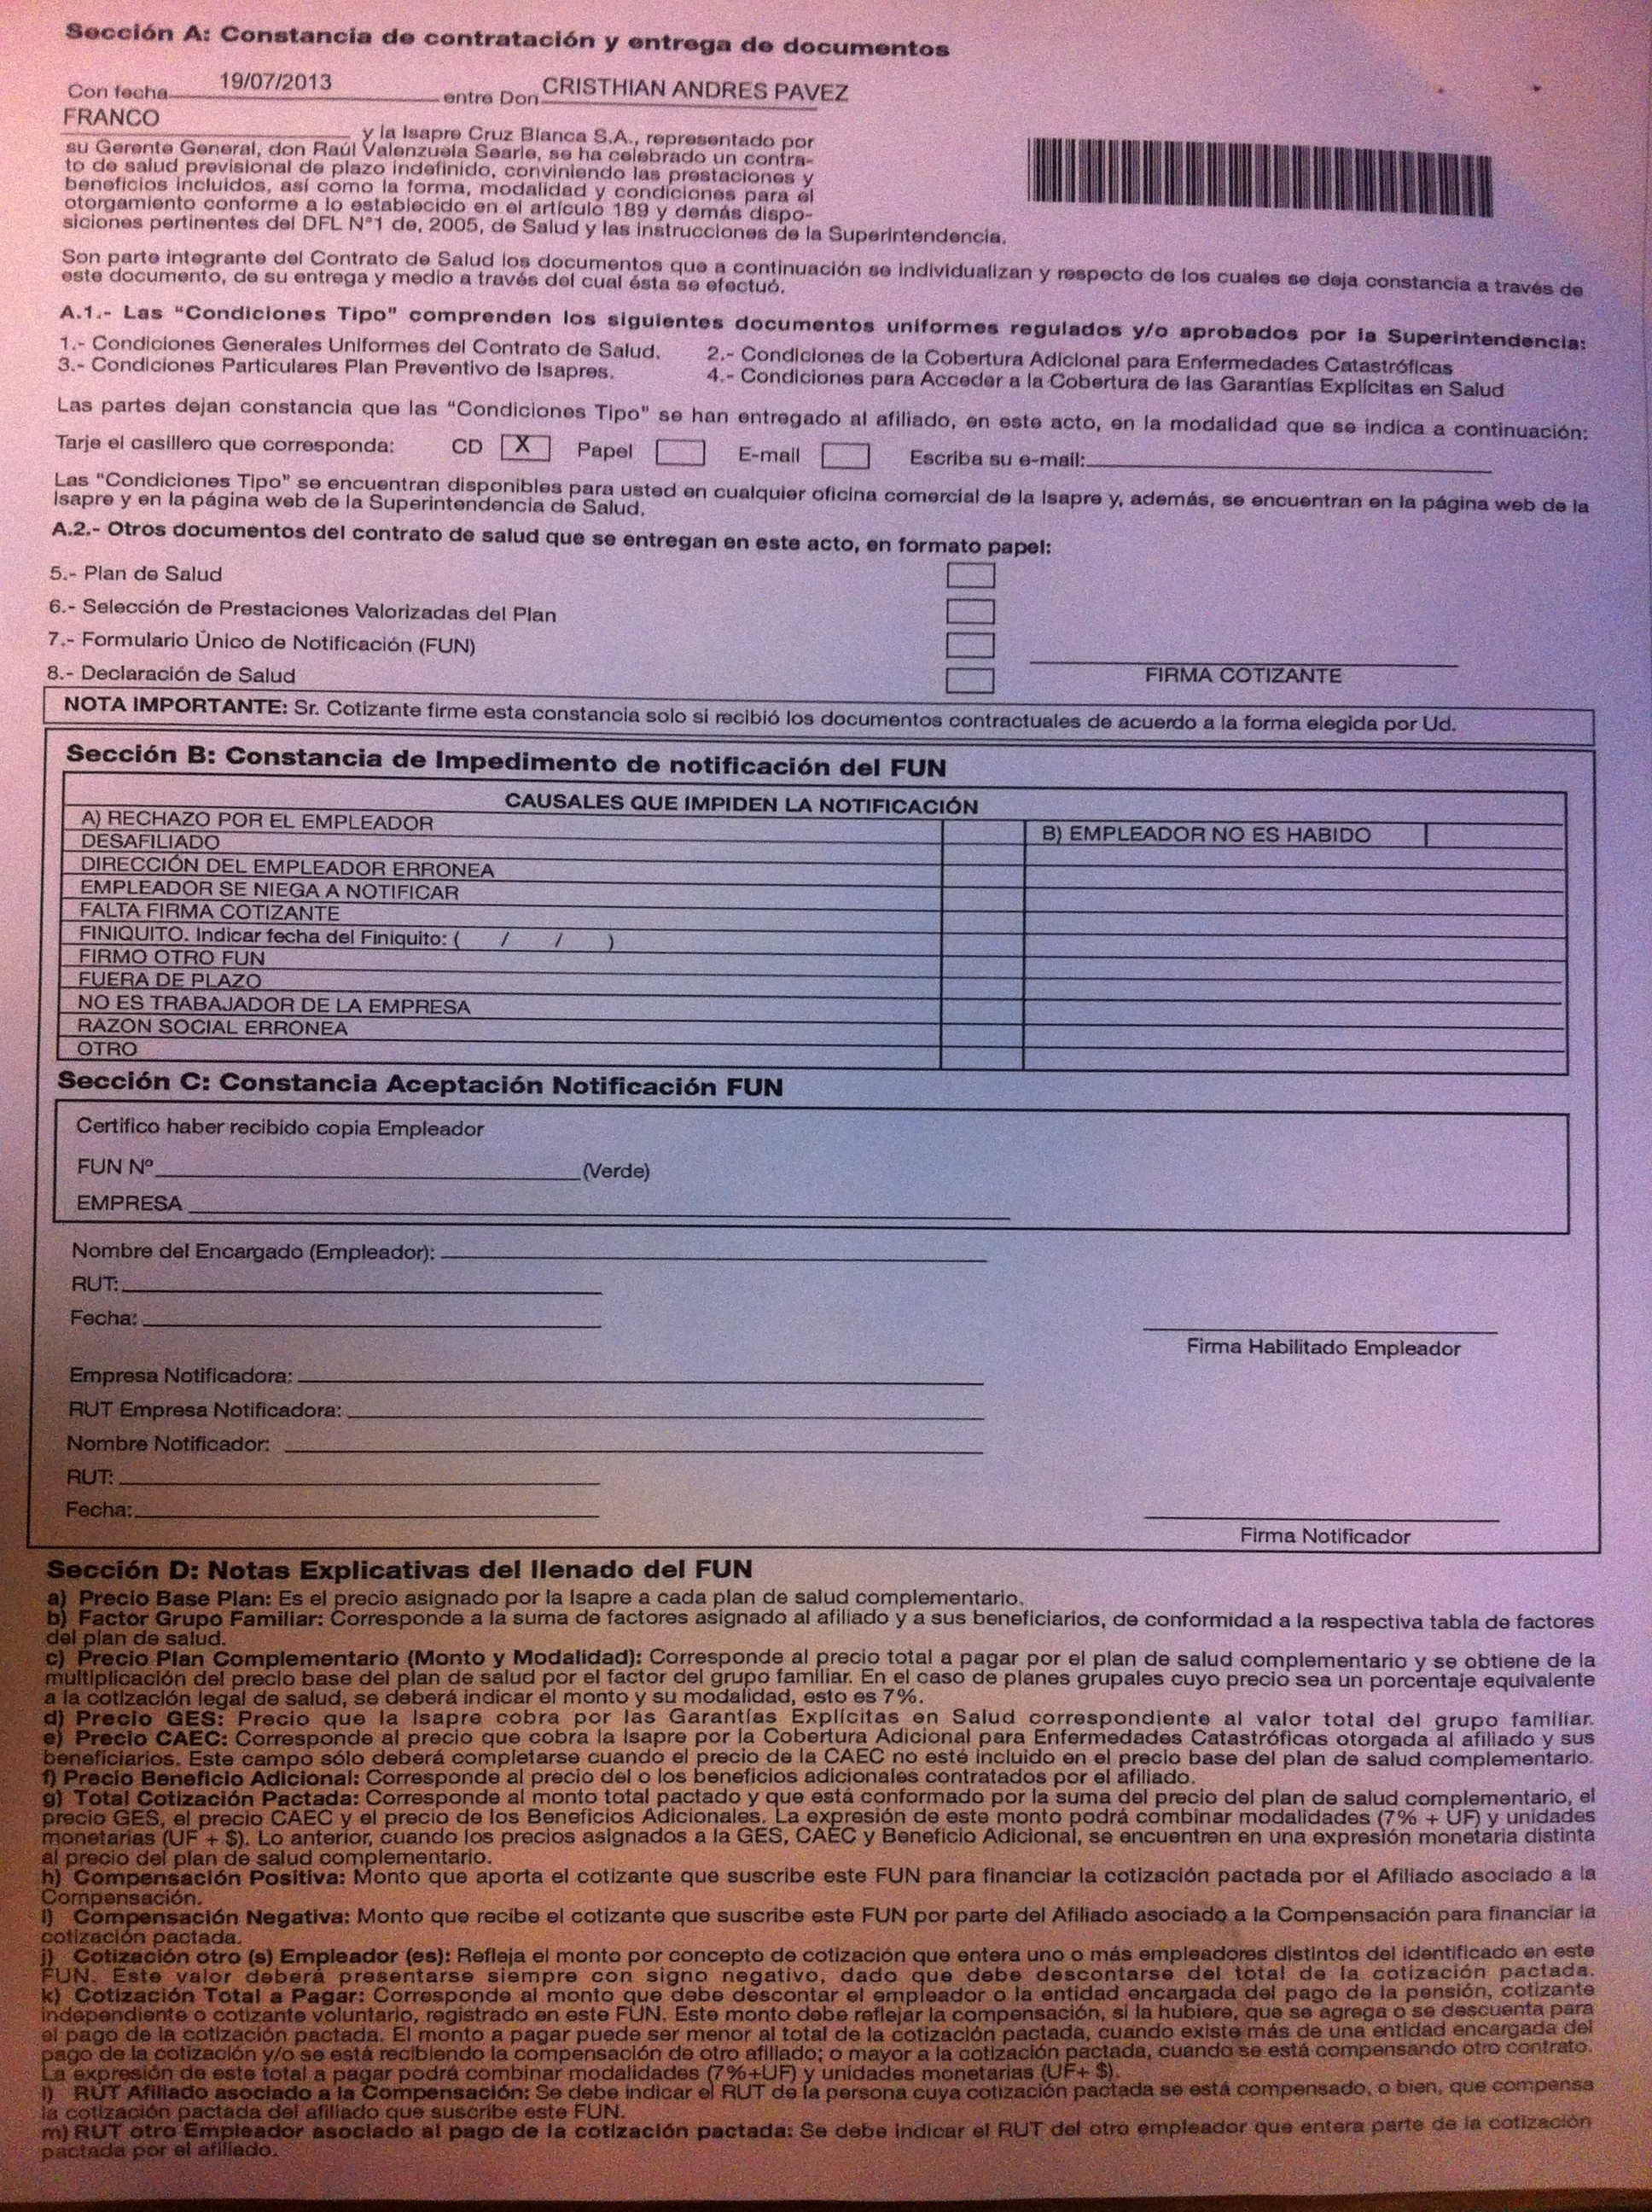 Sección A: Constancia de contratación y entrega de documentos
Con fecha 19/07/2013 entre Don CRISTHIAN ANDRES PAVEZ
FRANCO y la Isapre Cruz Blanca S.A., representado por
su Gerente General, don Raúl Valenzuela Searle, se ha celebrado un contra-
to de salud previsional de plazo indefinido, conviniendo las prestaciones y
beneficios incluidos, así como la forma, modalidad y condiciones para el
otorgamiento conforme a lo establecido en el artículo 189 y demás dispo-
siciones pertinentes del DFL N°1 de, 2005, de Salud y las instrucciones de la Superintendencia.
Son parte integrante del Contrato de Salud los documentos que a continuación se individualizan y respecto de los cuales se deja constancia a través de
este documento, de su entrega y medio a través del cual ésta se efectuó.
A.1.- Las "Condiciones Tipo" comprenden los siguientes documentos uniformes regulados y/o aprobados por la Superintendencia:
1.- Condiciones Generales Uniformes del Contrato de Salud. 2.- Condiciones de la Cobertura Adicional para Enfermedades Catastróficas
3.- Condiciones Particulares Plan Preventivo de Isapres. 4.- Condiciones para Acceder a la Cobertura de las Garantías Explícitas en Salud
Las partes dejan constancia que las "Condiciones Tipo" se han entregado al afiliado, en este acto, en la modalidad que se indica a continuación:
Tarje el casillero que corresponda: CD X Papel E-mail Escriba su e-mail:
Las "Condiciones Tipo" se encuentran disponibles para usted en cualquier oficina comercial de la Isapre y, además, se encuentran en la página web de la
Isapre y en la página web de la Superintendencia de Salud.
A.2.- Otros documentos del contrato de salud que se entregan en este acto, en formato papel:
5.- Plan de Salud
6.- Selección de Prestaciones Valorizadas del Plan
7.- Formulario Único de Notificación (FUN)
8.- Declaración de Salud
FIRMA COTIZANTE
NOTA IMPORTANTE: Sr. Cotizante firme esta constancia solo si recibió los documentos contractuales de acuerdo a la forma elegida por Ud.
Sección B: Constancia de Impedimento de notificación del FUN
CAUSALES QUE IMPIDEN LA NOTIFICACIÓN
A) RECHAZO POR EL EMPLEADOR
B) EMPLEADOR NO ES HABIDO
DESAFILIADO
DIRECCIÓN DEL EMPLEADOR ERRONEA
EMPLEADOR SE NIEGA A NOTIFICAR
FALTA FIRMA COTIZANTE
FINIQUITO. Indicar fecha del Finiquito: ( / / )
FIRMO OTRO FUN
FUERA DE PLAZO
NO ES TRABAJADOR DE LA EMPRESA
RAZON SOCIAL ERRONEA
OTRO
Sección C: Constancia Aceptación Notificación FUN
Certifico haber recibido copia Empleador
FUN Nº (Verde)
EMPRESA
Nombre del Encargado (Empleador):
RUT:
Fecha:
Firma Habilitado Empleador
Empresa Notificadora:
RUT Empresa Notificadora:
Nombre Notificador:
RUT:
Fecha:
Firma Notificador
Sección D: Notas Explicativas del llenado del FUN
a) Precio Base Plan: Es el precio asignado por la Isapre a cada plan de salud complementario.
b) Factor Grupo Familiar: Corresponde a la suma de factores asignado al afiliado y a sus beneficiarios, de conformidad a la respectiva tabla de factores
del plan de salud.
c) Precio Plan Complementario (Monto y Modalidad): Corresponde al precio total a pagar por el plan de salud complementario y se obtiene de la
multiplicación del precio base del plan de salud por el factor del grupo familiar. En el caso de planes grupales cuyo precio sea un porcentaje equivalente
a la cotización legal de salud, se deberá indicar el monto y su modalidad, esto es 7%.
d) Precio GES: Precio que la Isapre cobra por las Garantías Explícitas en Salud correspondiente al valor total del grupo familiar.
e) Precio CAEC: Corresponde al precio que cobra la Isapre por la Cobertura Adicional para Enfermedades Catastróficas otorgada al afiliado y sus
beneficiarios. Este campo sólo deberá completarse cuando el precio de la CAEC no esté incluido en el precio base del plan de salud complementario.
f) Precio Beneficio Adicional: Corresponde al precio del o los beneficios adicionales contratados por el afiliado.
g) Total Cotización Pactada: Corresponde al monto total pactado y que está conformado por la suma del precio del plan de salud complementario, el
precio GES, el precio CAEC y el precio de los Beneficios Adicionales. La expresión de este monto podrá combinar modalidades (7% + UF) y unidades
monetarias (UF + $). Lo anterior, cuando los precios asignados a la GES, CAEC y Beneficio Adicional, se encuentren en una expresión monetaria distinta
al precio del plan de salud complementario.
h) Compensación Positiva: Monto que aporta el cotizante que suscribe este FUN para financiar la cotización pactada por el Afiliado asociado a la
Compensación.
i) Compensación Negativa: Monto que recibe el cotizante que suscribe este FUN por parte del Afiliado asociado a la Compensación para financiar la
cotización pactada.
j) Cotización otro (s) Empleador (es): Refleja el monto por concepto de cotización que entera uno o más empleadores distintos del identificado en este
FUN. Este valor deberá presentarse siempre con signo negativo, dado que debe descontarse del total de la cotización pactada.
k) Cotización Total a Pagar: Corresponde al monto que debe descontar el empleador o la entidad encargada del pago de la pensión, cotizante
independiente o cotizante voluntario, registrado en este FUN. Este monto debe reflejar la compensación, si la hubiere, que se agrega o se descuenta para
el pago de la cotización pactada. El monto a pagar puede ser menor al total de la cotización pactada, cuando existe más de una entidad encargada del
pago de la cotización y/o se está recibiendo la compensación de otro afiliado; o mayor a la cotización pactada, cuando se está compensando otro contrato.
La expresión de este total a pagar podrá combinar modalidades (7%+UF) y unidades monetarias (UF+ $).
l) RUT Afiliado asociado a la Compensación: Se debe indicar el RUT de la persona cuya cotización pactada se está compensado, o bien, que compensa
la cotización pactada del afiliado que suscribe este FUN.
m) RUT otro Empleador asociado al pago de la cotización pactada: Se debe indicar el RUT del otro empleador que entera parte de la cotización
pactada por el afiliado.